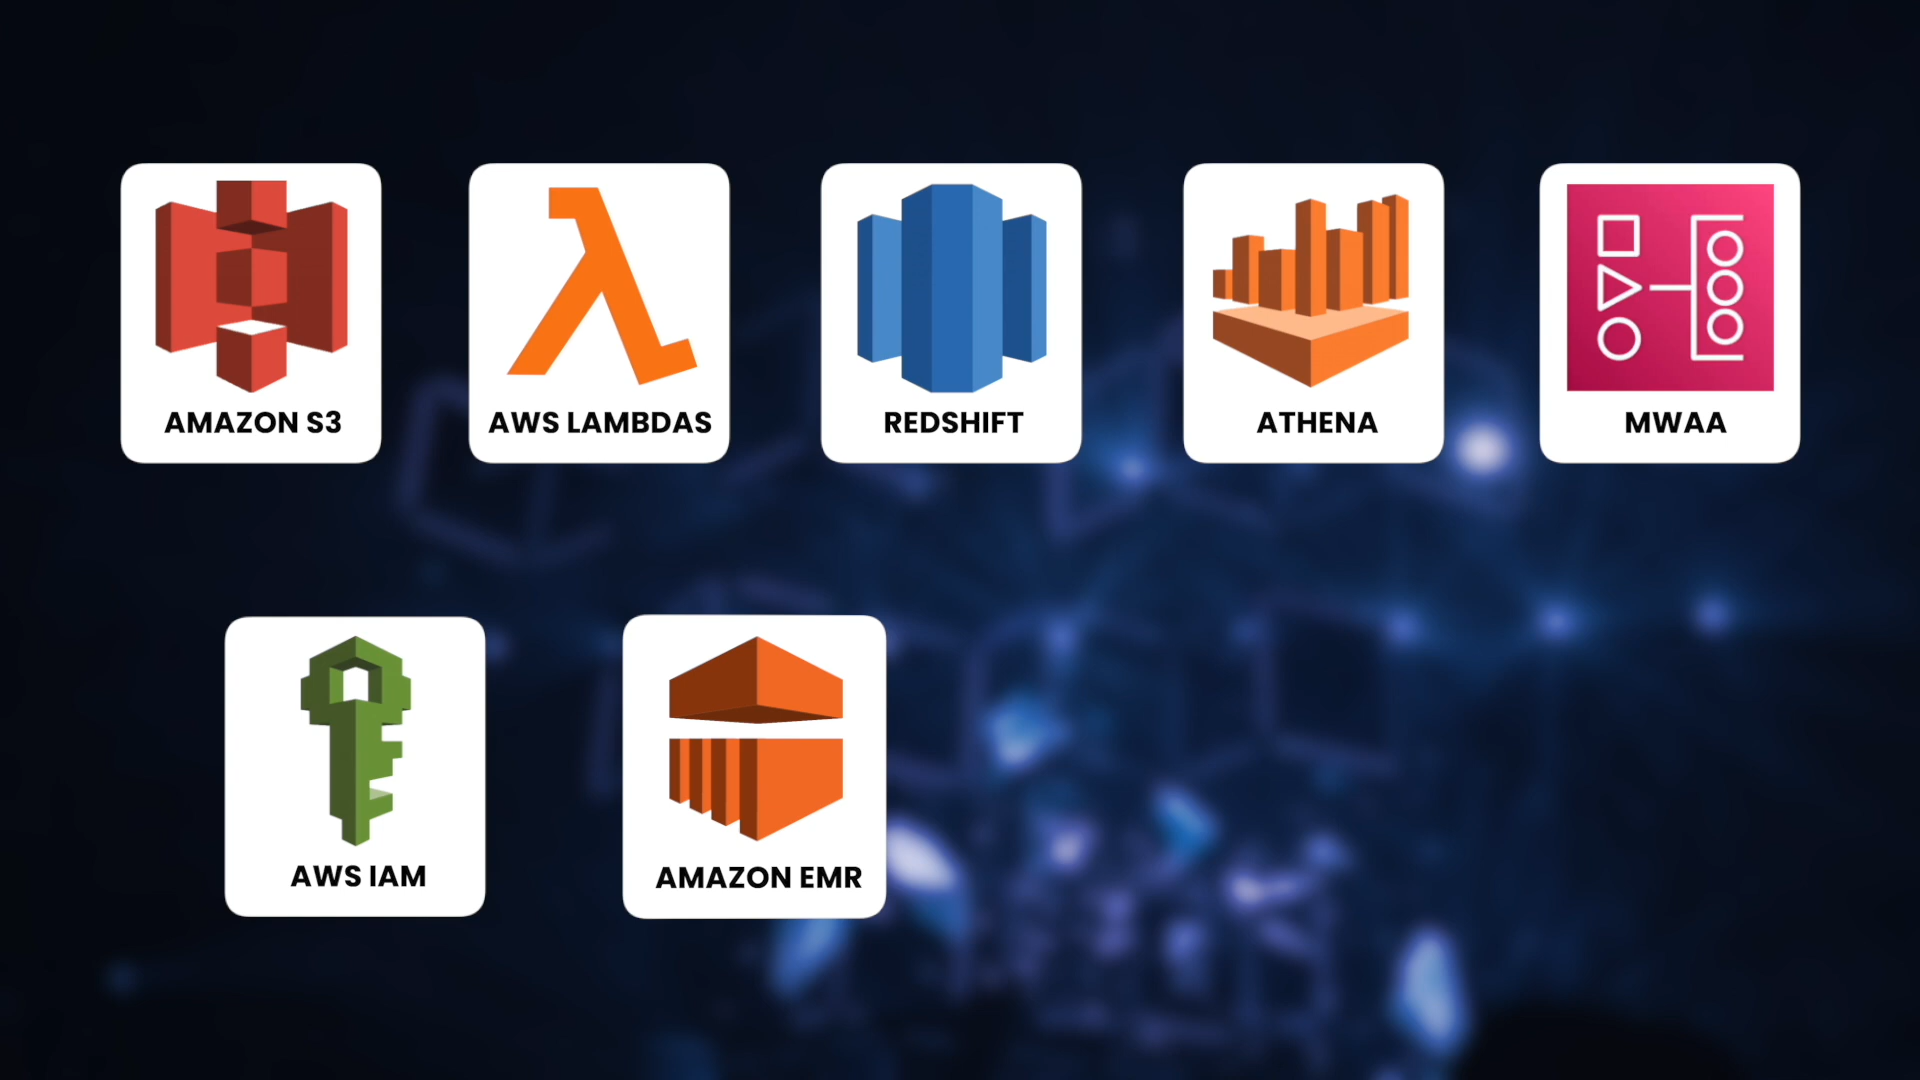 AMAZON S3
AWS LAMBDAS
REDSHIFT
ATHENA
MWAA
AWS IAM
AMAZON EMR